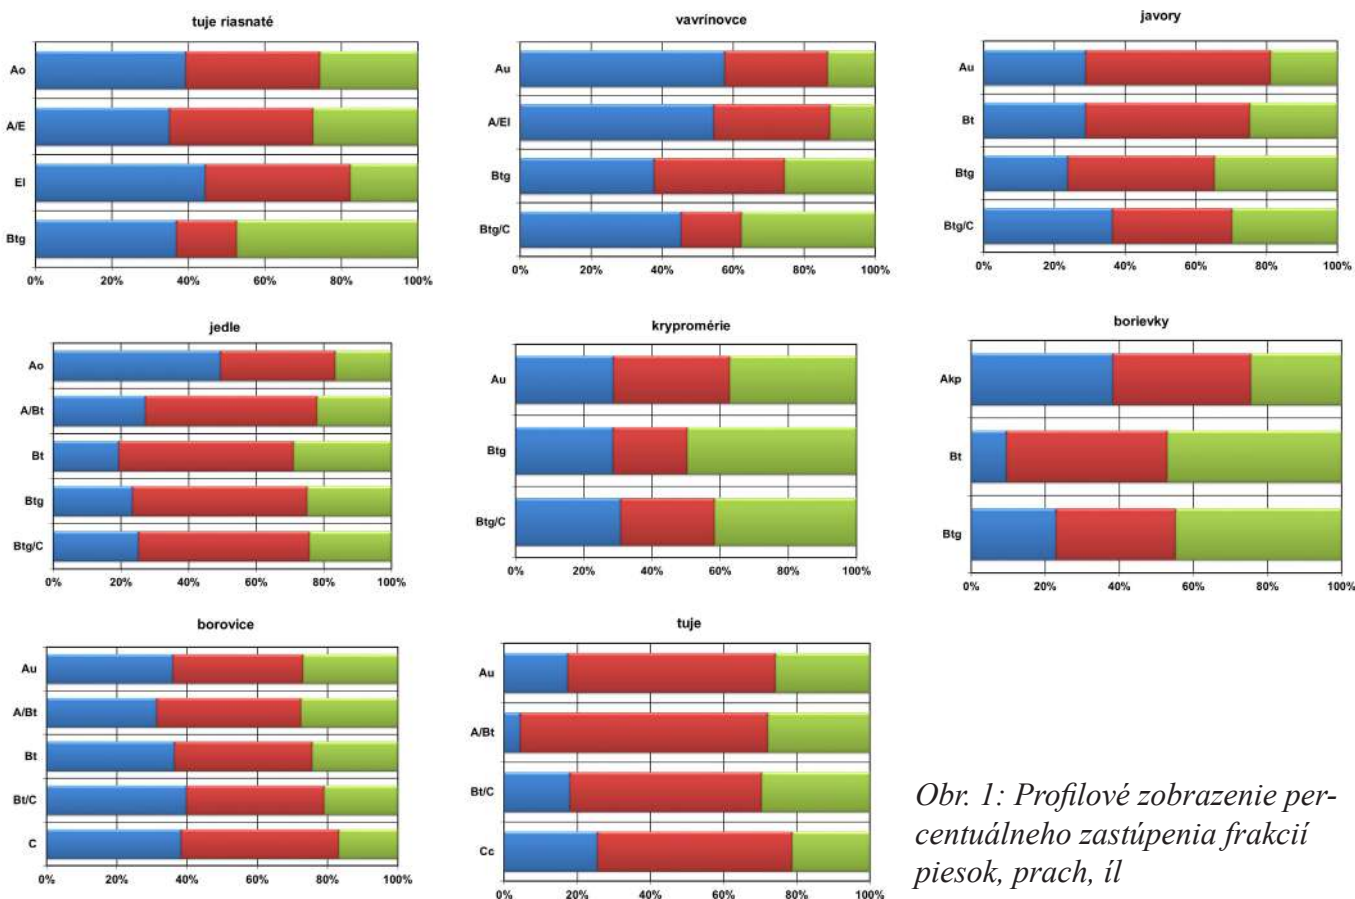 tuje riasnaté
Ao
A/E
El
Btg
0% 20% 40% 60% 80% 100%
vavrínovce
Au
A/El
Btg
Btg/C
0% 20% 40% 60% 80% 100%
javory
Au
Bt
Btg
Btg/C
0% 20% 40% 60% 80% 100%
jedle
Ao
A/Bt
Bt
Btg
Btg/C
0% 20% 40% 60% 80% 100%
krypromérie
Au
Btg
Btg/C
0% 20% 40% 60% 80% 100%
borievky
Akp
Bt
Btg
0% 20% 40% 60% 80% 100%
borovice
Au
A/Bt
Bt
Bt/C
C
0% 20% 40% 60% 80% 100%
tuje
Au
A/Bt
Bt/C
Cc
0% 20% 40% 60% 80% 100%
Obr. 1: Profilové zobrazenie per-
centuálneho zastúpenia frakcií
piesok, prach, íl